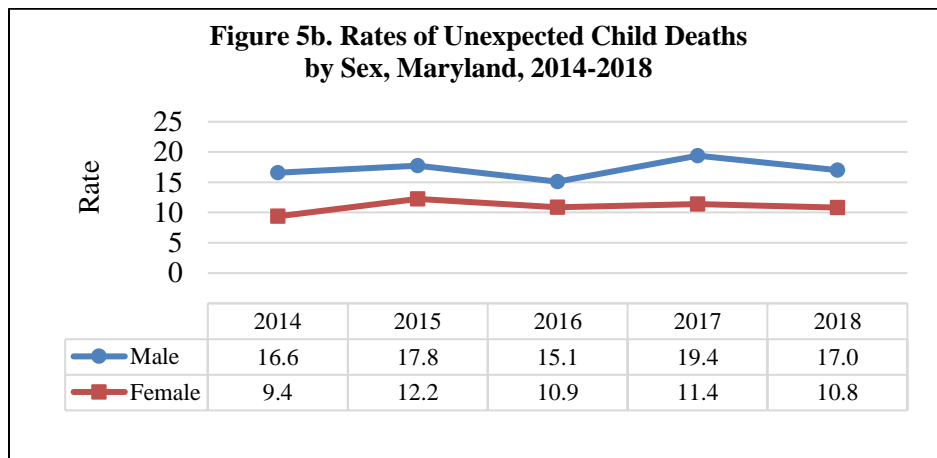 Figure 5b. Rates of Unexpected Child Deaths
by Sex, Maryland, 2014-2018
25
20
15
10
5
0
Rate
2014 2015 2016 2017 2018
Male 16.6 17.8 15.1 19.4 17.0
Female 9.4 12.2 10.9 11.4 10.8